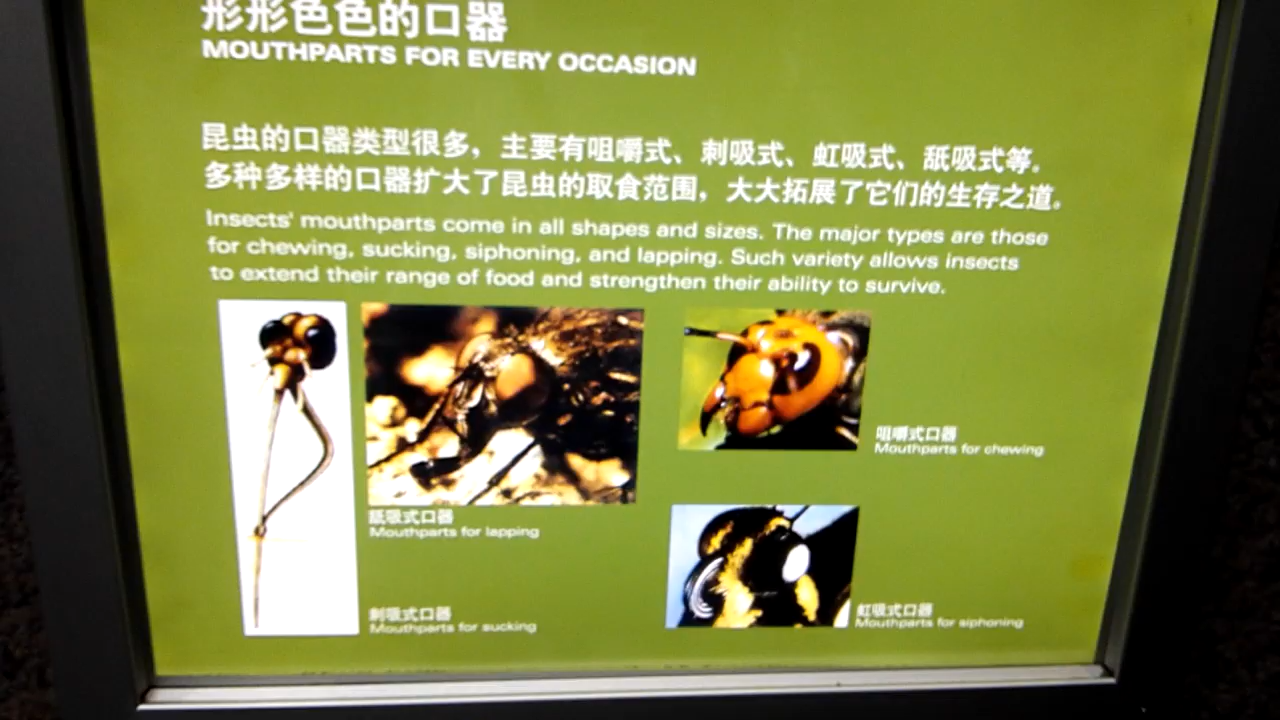 形形色色的口器
MOUTHPARTS FOR EVERY OCCASION
昆虫的口器类型很多，主要有咀嚼式、刺吸式、虹吸式、舐吸式等。
多种多样的口器扩大了昆虫的取食范围，大大拓展了它们的生存之道。
Insects' mouthparts come in all shapes and sizes. The major types are those
for chewing, sucking, siphoning, and lapping. Such variety allows insects
to extend their range of food and strengthen their ability to survive.
咀嚼式口器
Mouthparts for chewing
舐吸式口器
Mouthparts for lapping
刺吸式口器
Mouthparts for sucking
虹吸式口器
Mouthparts for siphoning